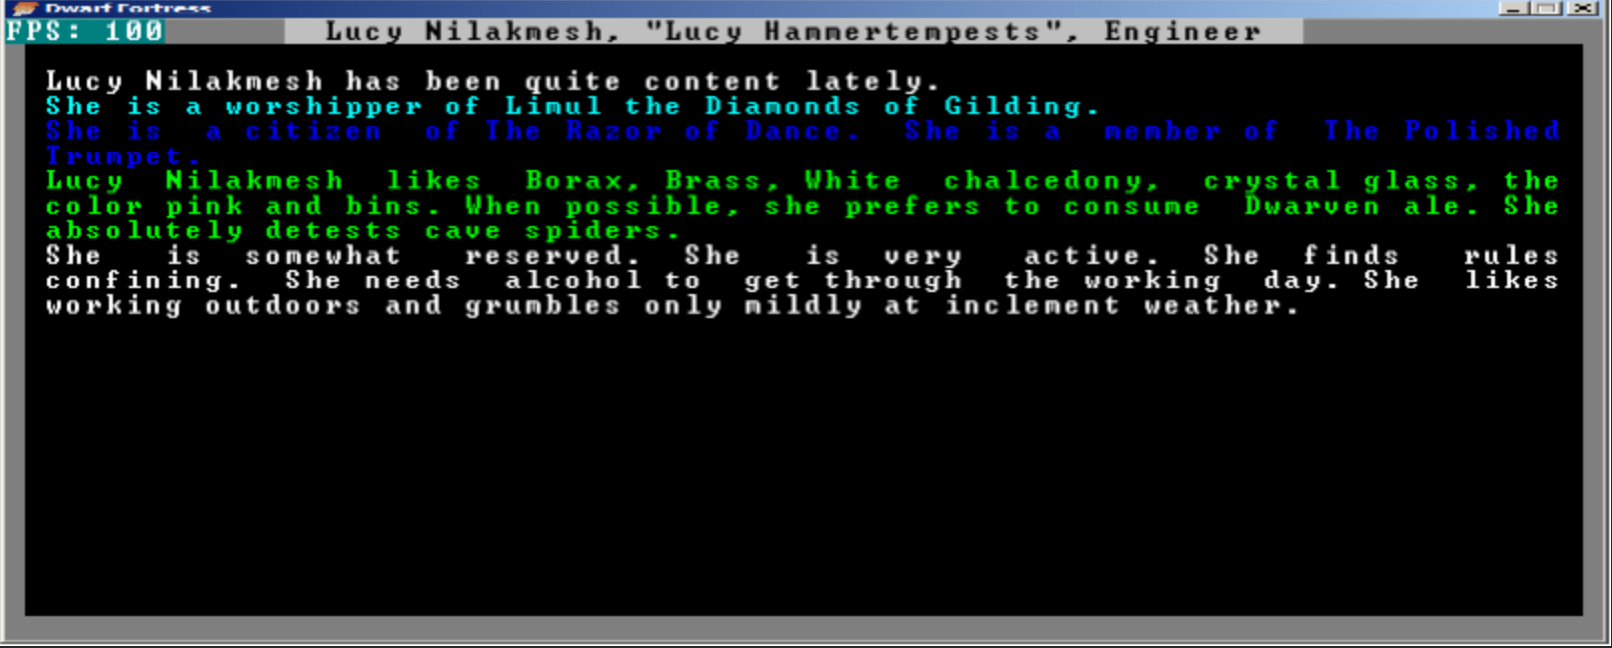 Dwarf Fortress
FPS: 100 Lucy Nilakmesh, "Lucy Hammertempests", Engineer
Lucy Nilakmesh has been quite content lately.
She is a worshipper of Limul the Diamonds of Gilding.
She is a citizen of The Razor of Dance. She is a member of The Polished
Trumpet.
Lucy Nilakmesh likes Borax, Brass, White chalcedony, crystal glass, the
color pink and bins. When possible, she prefers to consume Dwarven ale. She
absolutely detests cave spiders.
She is somewhat reserved. She is very active. She finds rules
confining. She needs alcohol to get through the working day. She likes
working outdoors and grumbles only mildly at inclement weather.